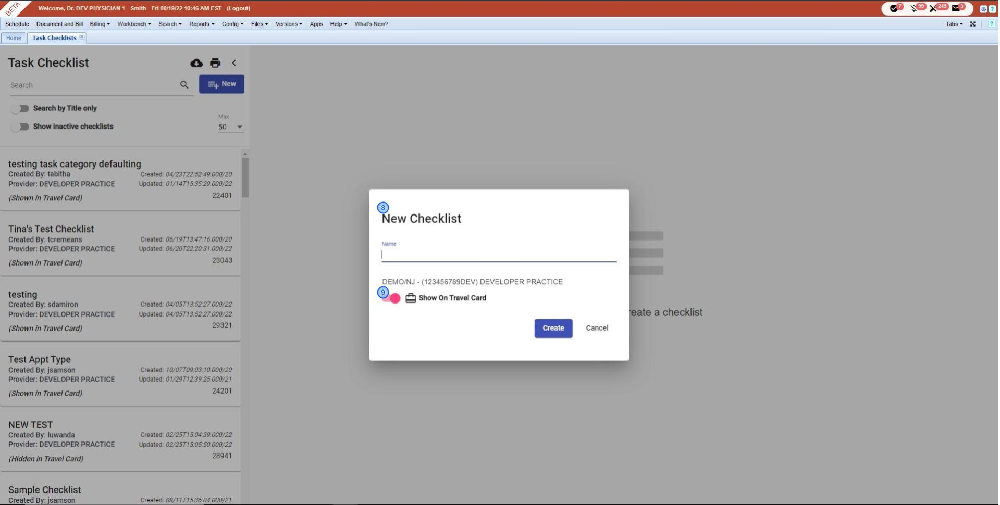 BETA
Welcome, Dr. DEV PHYSICIAN 1 - Smith Fri 08/19/22 10:46 AM EST (Logout)
7 99 245 3
?
Schedule Document and Bill Billing Workbench Search Reports Config Files Versions Apps Help What's New?
Tabs ?
Home Task Checklists
Task Checklist
Search
New
Search by Title only
Show inactive checklists
Max
50
testing task category defaulting
Created By: tabitha Created: 04/23T22:52:49.000/20
Provider: DEVELOPER PRACTICE Updated: 01/14T15:35:29.000/22
(Shown in Travel Card) 22401
Tina's Test Checklist
Created By: tcremeans Created: 06/19T13:47:16.000/20
Provider: DEVELOPER PRACTICE Updated: 06/20T22:20:31.000/22
(Shown in Travel Card) 23043
testing
Created By: sdamiron Created: 04/05T13:52:27.000/22
Provider: DEVELOPER PRACTICE Updated: 04/05T13:52:27.000/22
(Shown in Travel Card) 29321
Test Appt Type
Created By: jsamson Created: 10/07T09:03:10.000/20
Provider: DEVELOPER PRACTICE Updated: 01/29T12:39:25.000/21
(Shown in Travel Card) 24201
NEW TEST
Created By: luwanda Created: 02/25T15:04:39.000/22
Provider: DEVELOPER PRACTICE Updated: 02/25T15:05:50.000/22
(Hidden in Travel Card) 28941
Sample Checklist
Created By: jsamson Created: 08/11T15:36:04.000/21
8
New Checklist
Name
DEMO/NJ - (123456789DEV) DEVELOPER PRACTICE
9
Show On Travel Card
Create Cancel
reate a checklist